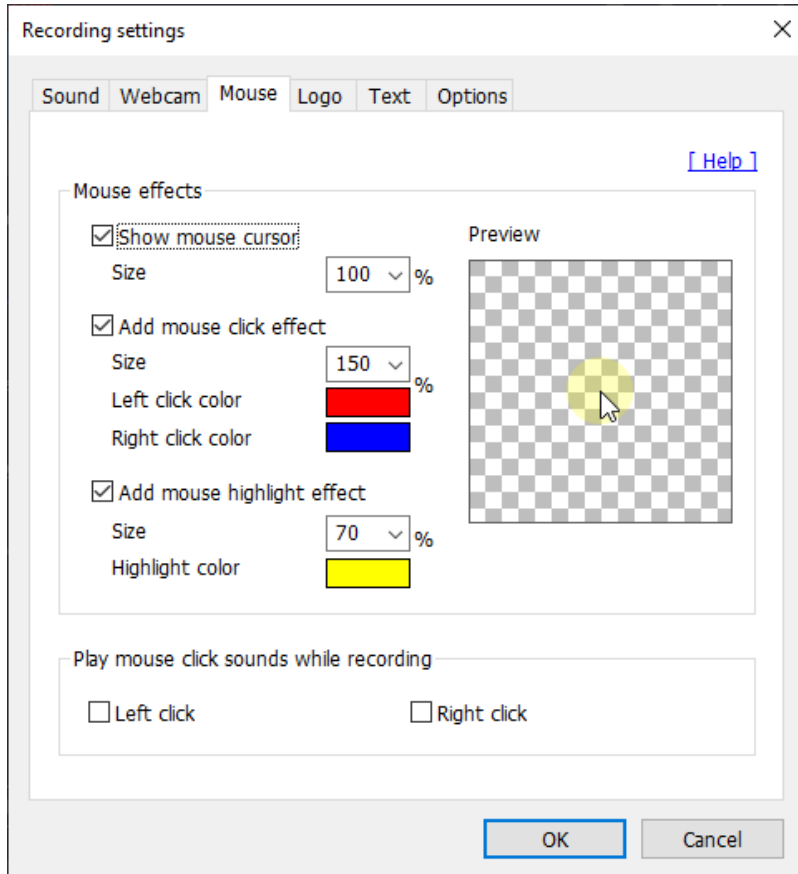 Recording settings
Sound Webcam Mouse Logo Text Options
[ Help ]
Mouse effects
Show mouse cursor
Size 100 %
Add mouse click effect
Size 150 %
Left click color
Right click color
Add mouse highlight effect
Size 70 %
Highlight color
Preview
Play mouse click sounds while recording
Left click Right click
OK Cancel